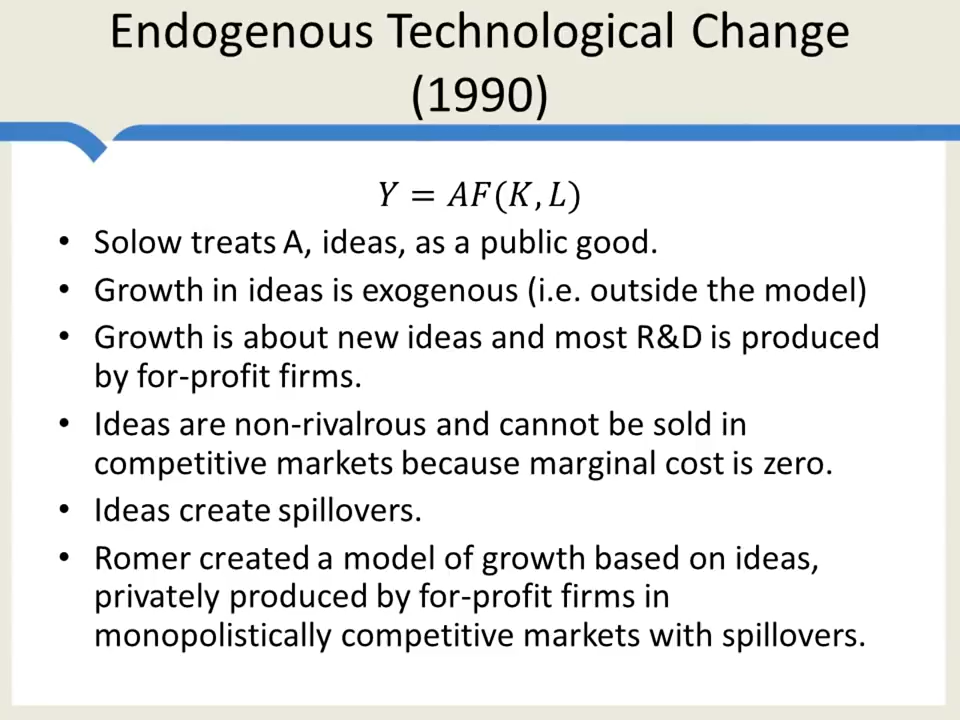 Endogenous Technological Change
(1990)
Y = AF(K, L)
• Solow treats A, ideas, as a public good.
• Growth in ideas is exogenous (i.e. outside the model)
• Growth is about new ideas and most R&D is produced
by for-profit firms.
• Ideas are non-rivalrous and cannot be sold in
competitive markets because marginal cost is zero.
• Ideas create spillovers.
• Romer created a model of growth based on ideas,
privately produced by for-profit firms in
monopolistically competitive markets with spillovers.